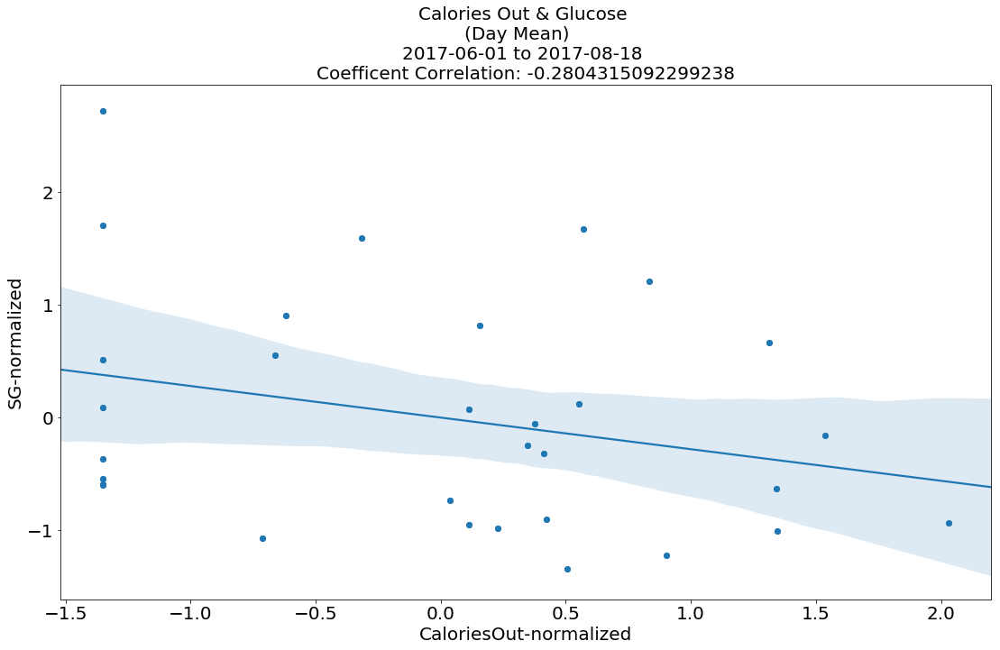 Calories Out & Glucose
(Day Mean)
2017-06-01 to 2017-08-18
Coefficent Correlation: -0.2804315092299238
2
1
0
−1
SG-normalized
−1.5
−1.0
−0.5
0.0
0.5
1.0
1.5
2.0
CaloriesOut-normalized